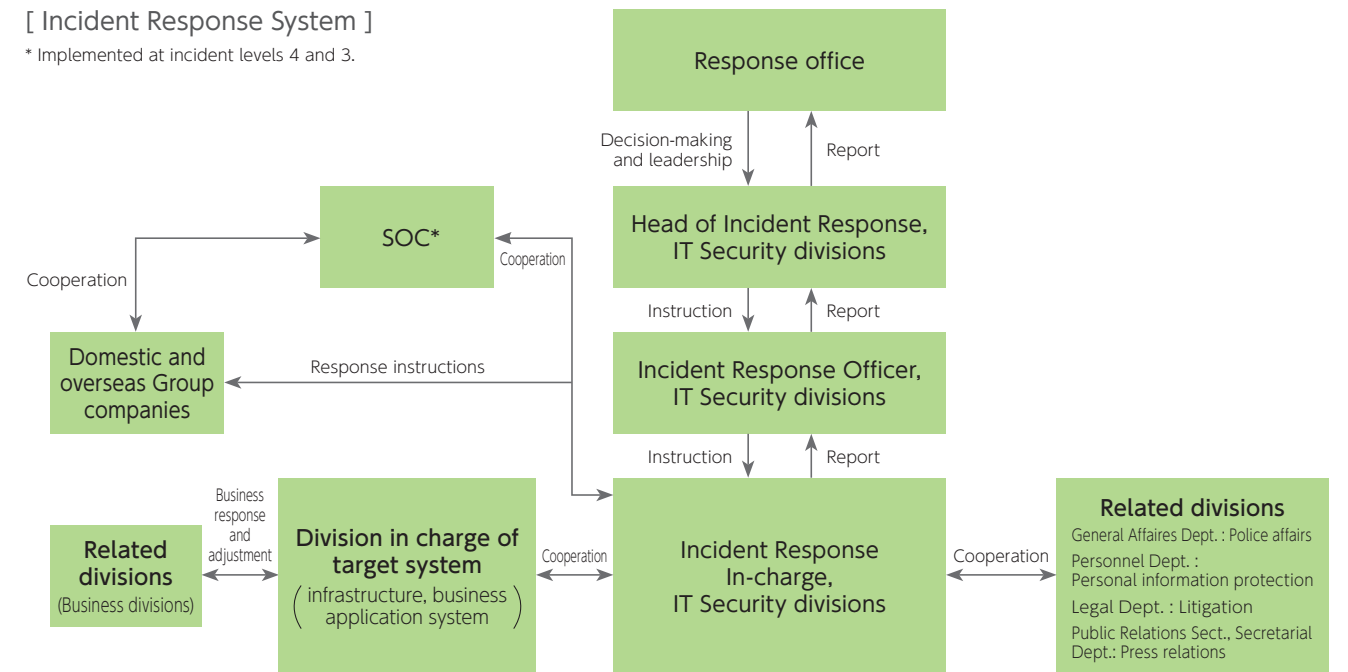 [ Incident Response System ]
* Implemented at incident levels 4 and 3.
Response office
Decision-making
and leadership
Report
Head of Incident Response,
IT Security divisions
SOC*
Cooperation
Cooperation
Instruction
Report
Domestic and
overseas Group
companies
Response instructions
Incident Response Officer,
IT Security divisions
Instruction
Report
Related
divisions
(Business divisions)
Business
response
and
adjustment
Division in charge of
target system
(infrastructure, business
application system)
Cooperation
Incident Response
In-charge,
IT Security divisions
Cooperation
Related divisions
General Affaires Dept. : Police affairs
Personnel Dept. :
Personal information protection
Legal Dept. : Litigation
Public Relations Sect., Secretarial
Dept.: Press relations